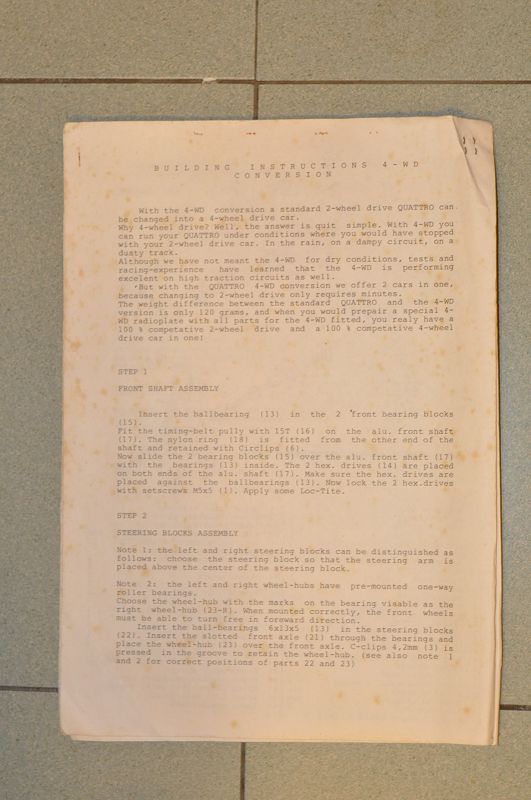 BUILDING INSTRUCTIONS 4-WD
CONVERSION
With the 4-WD conversion a standard 2-wheel drive QUATTRO can
be changed into a 4-wheel drive car.
Why 4-wheel drive? Well, the answer is quit simple. With 4-WD you
can run your QUATTRO under conditions where you would have stopped
with your 2-wheel drive car. In the rain, on a dampy circuit, on a
dusty track.
Although we have not meant the 4-WD for dry conditions, tests and
racing-experience have learned that the 4-WD is performing
excelent on high traction circuits as well.
But with the QUATTRO 4-WD conversion we offer 2 cars in one,
because changing to 2-wheel drive only requires minutes.
The weight difference between the standard QUATTRO and the 4-WD
version is only 120 grams, and when you would prepair a special 4-
WD radioplate with all parts for the 4-WD fitted, you realy have a
100 % competative 2-wheel drive and a 100 % competative 4-wheel
drive car in one!
STEP 1
FRONT SHAFT ASSEMBLY
Insert the ballbearing (13) in the 2 front bearing blocks
(15).
Fit the timing-belt pully with 15T (16) on the alu. front shaft
(17). The nylon ring (18) is fitted from the other end of the
shaft and retained with Circlips (6).
Now slide the 2 bearing blocks (15) over the alu. front shaft (17)
with the bearings (13) inside. The 2 hex. drives (14) are placed
on both ends of the alu. shaft (17). Make sure the hex. drives are
placed against the ballbearings (13). Now lock the 2 hex.drives
with setscrews M5x5 (1). Apply some Loc-Tite.
STEP 2
STEERING BLOCKS ASSEMBLY
Note 1: the left and right steering blocks can be distinguished as
follows: choose the steering block so that the steering arm is
placed above the center of the steering block.
Note 2: the left and right wheel-hubs have pre-mounted one-way
roller bearings.
Choose the wheel-hub with the marks on the bearing visable as the
right wheel-hub (23-R). When mounted correctly, the front wheels
must be able to turn free in foreward direction.
Insert the ball-bearings 6x13x5 (13) in the steering blocks
(22). Insert the slotted front axle (21) through the bearings and
place the wheel-hub (23) over the front axle. C-clips 4,2mm (3) is
pressed in the groove to retain the wheel-hub. (see also note 1
and 2 for correct positions of parts 22 and 23)